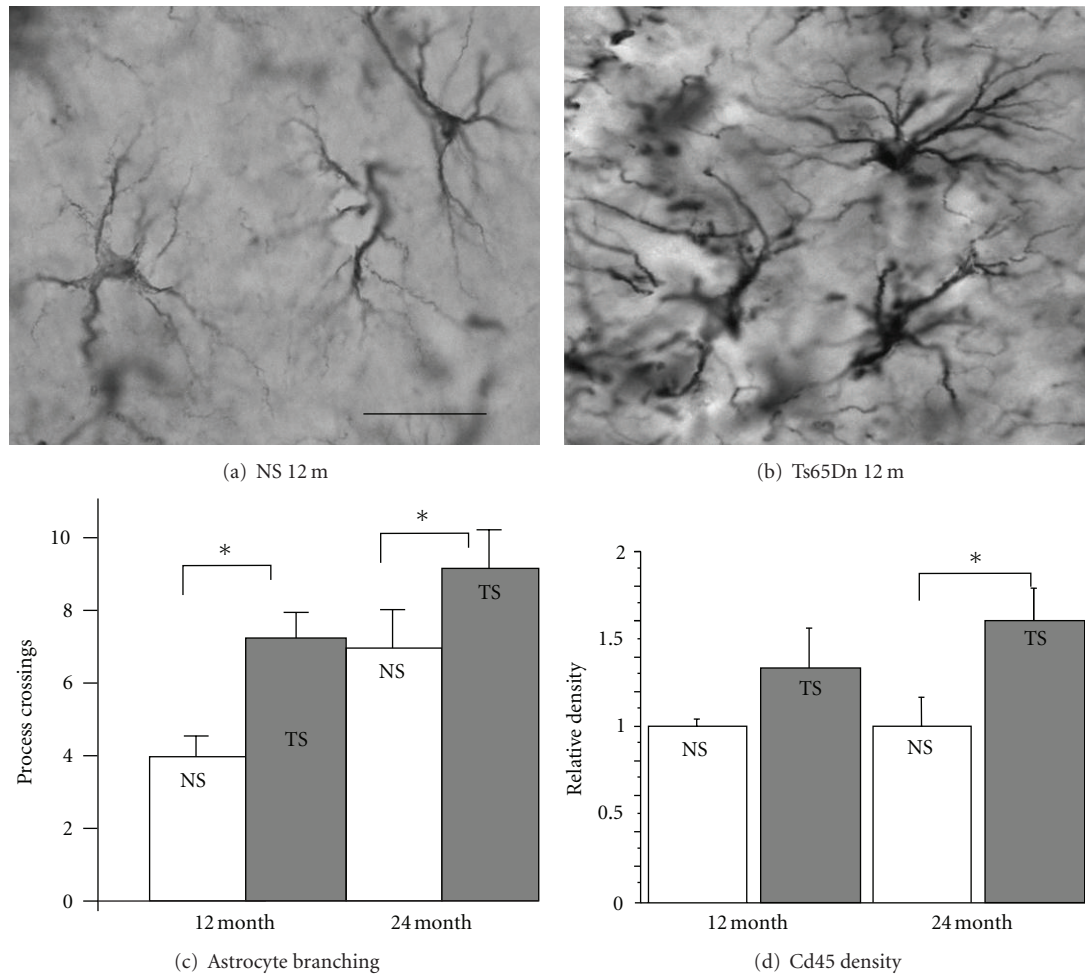 (a) NS 12 m
(b) Ts65Dn 12 m
10
8
6
4
2
0
Process crossings
*
*
NS
TS
NS
TS
12 month
24 month
(c) Astrocyte branching
2
1.5
1
0.5
0
Relative density
*
NS
TS
NS
TS
12 month
24 month
(d) Cd45 density